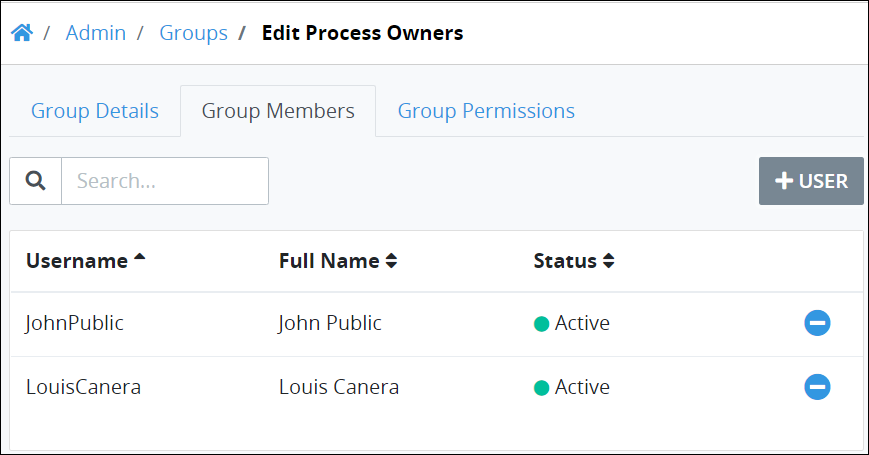 / Admin / Groups / Edit Process Owners
Group Details Group Members Group Permissions
Search... + USER
Username Full Name Status
JohnPublic John Public Active
LouisCanera Louis Canera Active